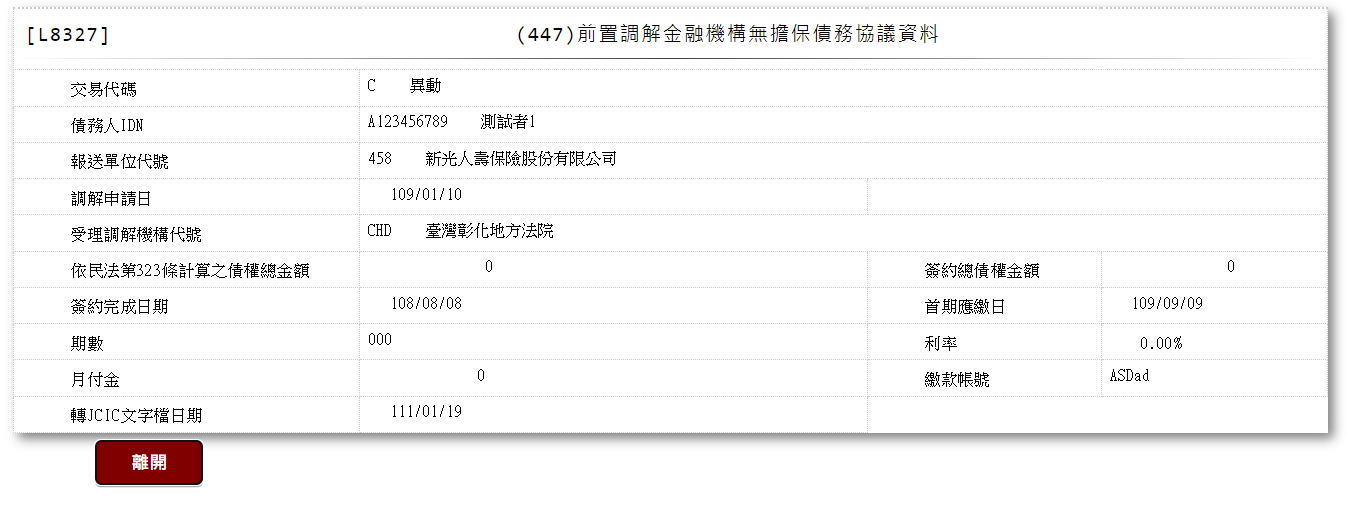 [L8327] (447)前置調解金融機構無擔保債務協議資料
交易代碼 C 異動
債務人IDN A123456789 測試者1
報送單位代號 458 新光人壽保險股份有限公司
調解申請日 109/01/10
受理調解機構代號 CHD 臺灣彰化地方法院
依民法第323條計算之債權總金額 0 簽約總債權金額 0
簽約完成日期 108/08/08 首期應繳日 109/09/09
期數 000 利率 0.00%
月付金 0 繳款帳號 ASDad
轉JCIC文字檔日期 111/01/19
離開